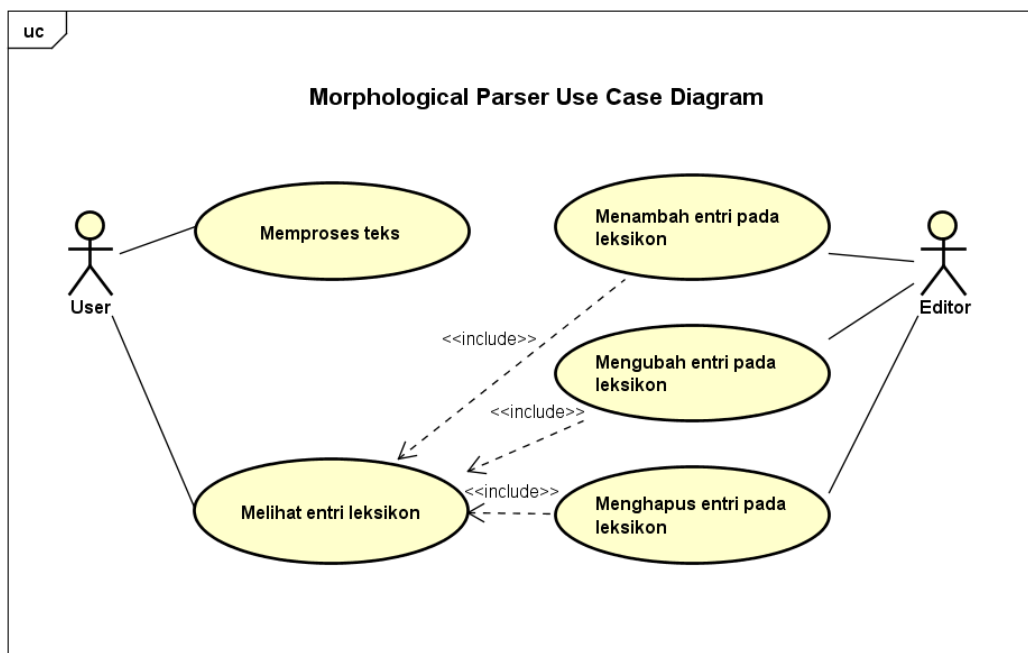 uc
Morphological Parser Use Case Diagram
Memproses teks
Menambah entri pada
leksikon
User
Editor
<<include>>
Mengubah entri pada
leksikon
<<include>>
<<include>>
Melihat entri leksikon
Menghapus entri pada
leksikon